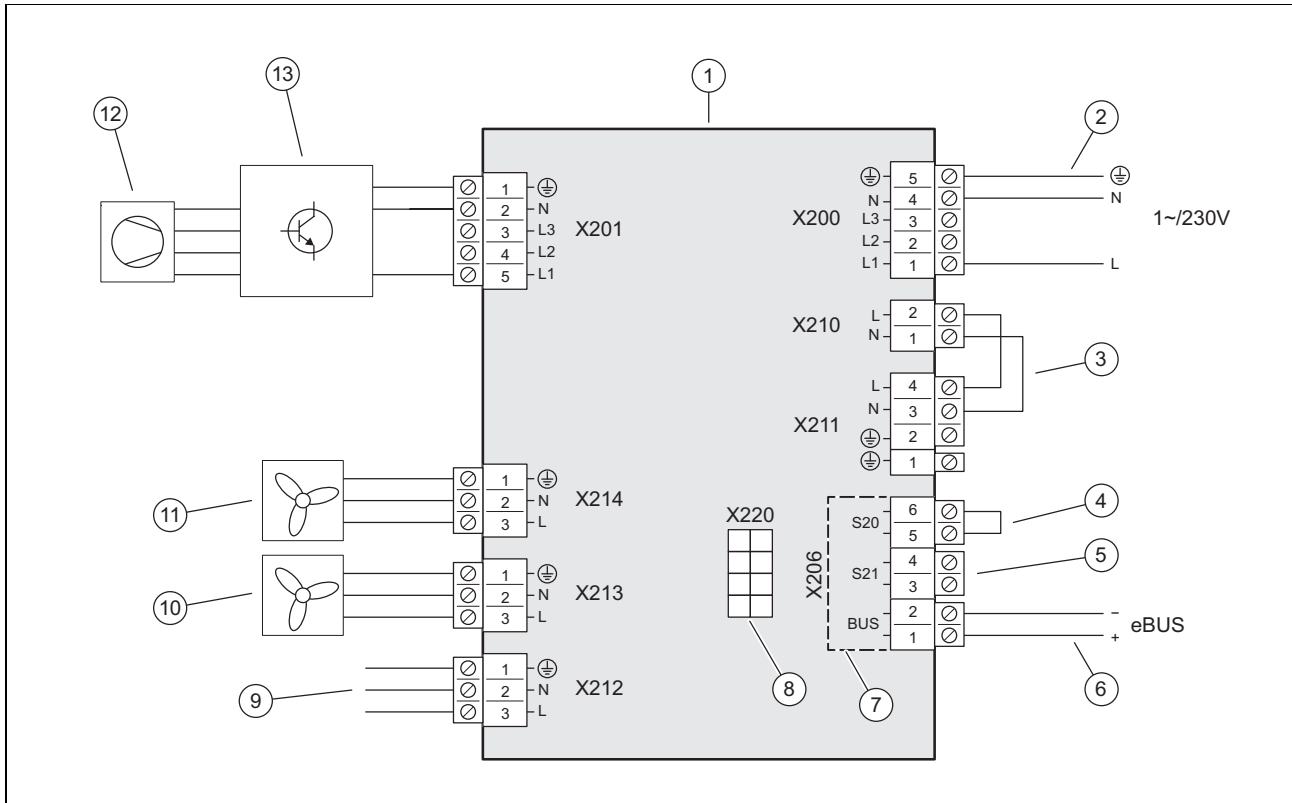 13
12
1
2
1
2 N
3 L3
4 L2
5 L1
X201
5
N 4
L3 3
L2 2
L1 1
X200
N
L
1~/230V
L 2
N 1
X210
3
L 4
N 3
2
1
X211
11
1
2 N
3 L
X214
10
1
2 N
3 L
X213
9
1
2 N
3 L
X212
X220
8
X206
7
S20
6
5
4
S21
4
3
5
BUS
2
1
−
+
eBUS
6